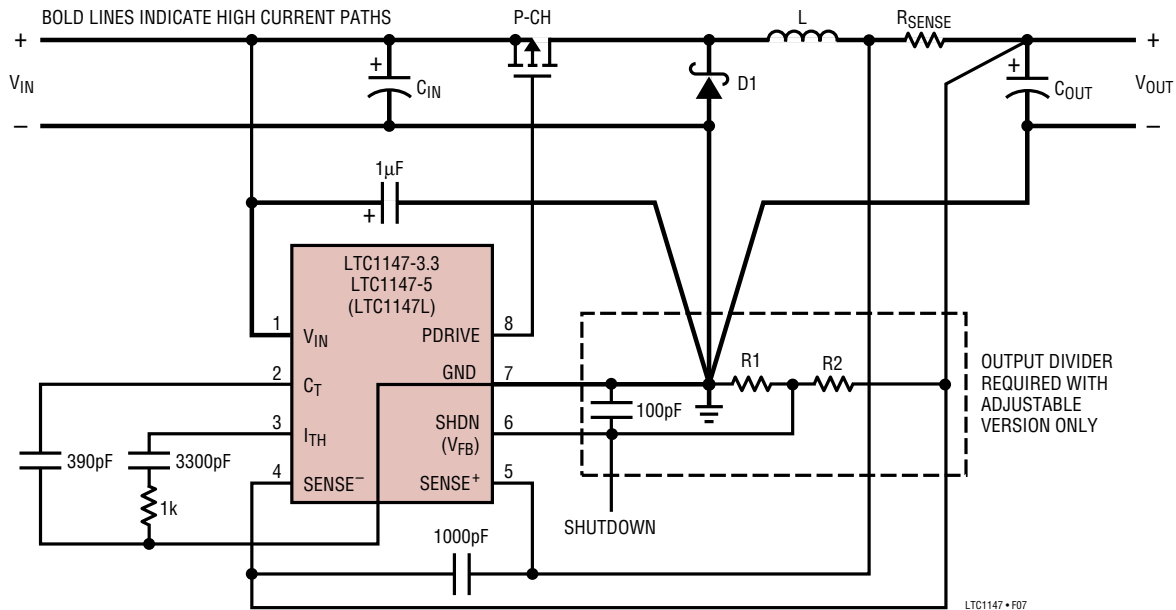 BOLD LINES INDICATE HIGH CURRENT PATHS
P-CH
L
RSENSE
+
+
VIN
+
CIN
D1
+
COUT
VOUT
–
–
1µF
+
LTC1147-3.3
LTC1147-5
(LTC1147L)
1
VIN
PDRIVE
8
2
CT
GND
7
3
ITH
SHDN
(VFB)
6
4
SENSE–
SENSE+
5
390pF
3300pF
1k
1000pF
100pF
R1
R2
SHUTDOWN
OUTPUT DIVIDER
REQUIRED WITH
ADJUSTABLE
VERSION ONLY
LTC1147 • F07